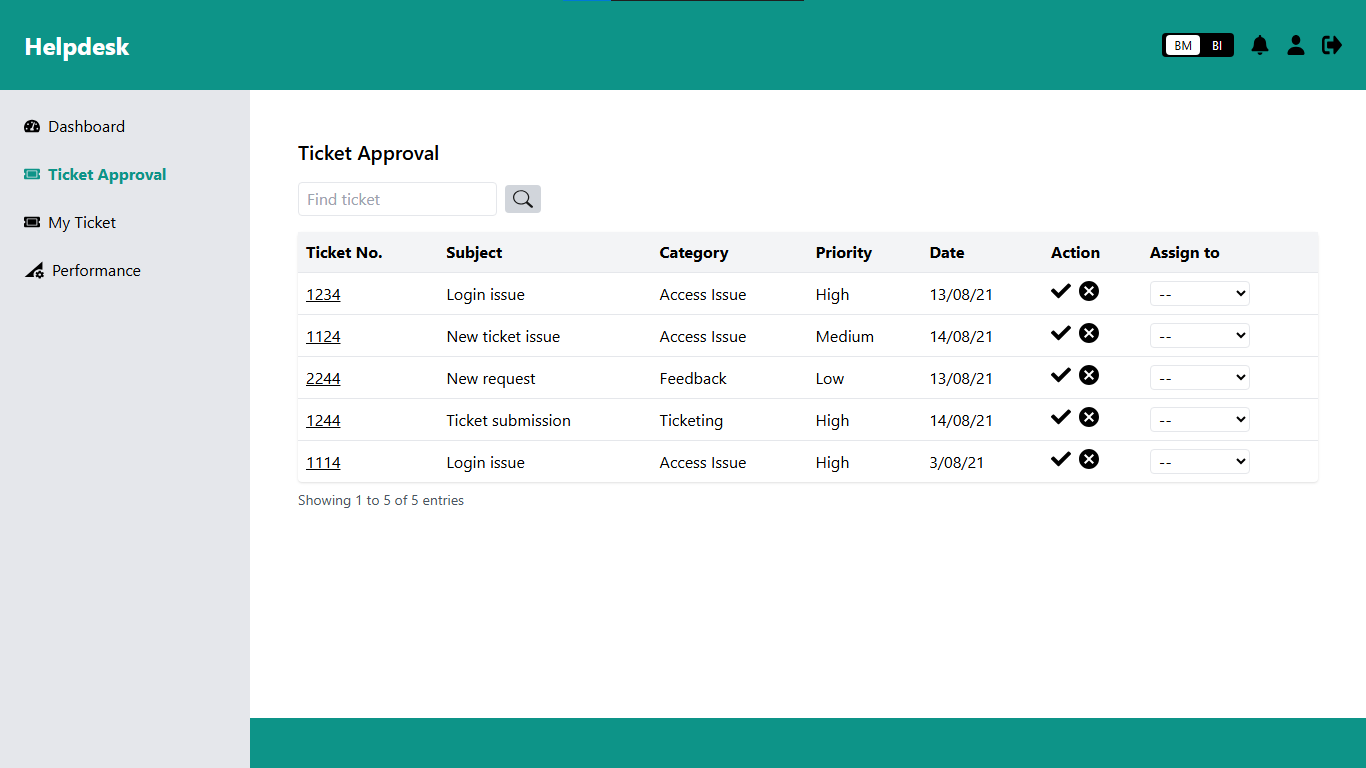 Helpdesk
BM BI
Dashboard
Ticket Approval
My Ticket
Performance
Ticket Approval
Find ticket
Ticket No. Subject Category Priority Date Action Assign to
1234 Login issue Access Issue High 13/08/21 --
1124 New ticket issue Access Issue Medium 14/08/21 --
2244 New request Feedback Low 13/08/21 --
1244 Ticket submission Ticketing High 14/08/21 --
1114 Login issue Access Issue High 3/08/21 --
Showing 1 to 5 of 5 entries